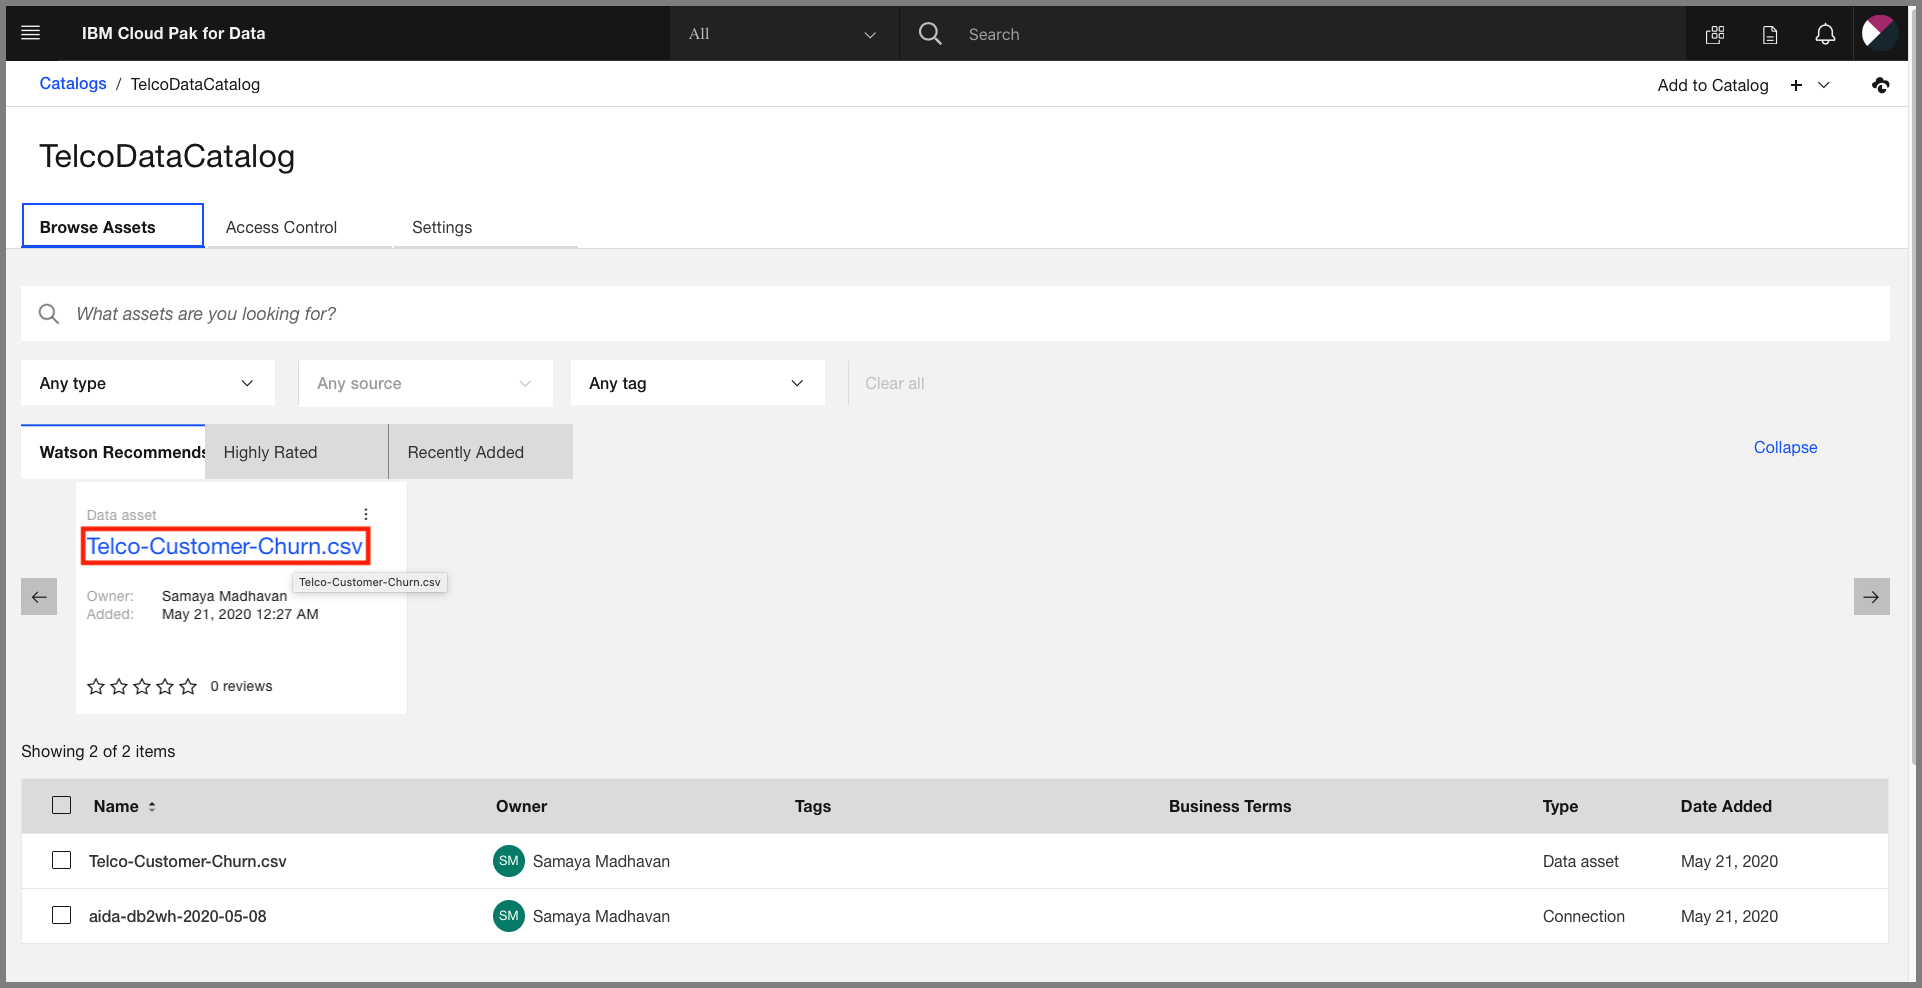 IBM Cloud Pak for Data
All
Search
Catalogs / TelcoDataCatalog
Add to Catalog +
TelcoDataCatalog
Browse Assets
Access Control
Settings
What assets are you looking for?
Any type
Any source
Any tag
Clear all
Watson Recommends
Highly Rated
Recently Added
Collapse
Data asset
Telco-Customer-Churn.csv
Telco-Customer-Churn.csv
Owner: Samaya Madhavan
Added: May 21, 2020 12:27 AM
0 reviews
Showing 2 of 2 items
Name Owner Tags Business Terms Type Date Added
Telco-Customer-Churn.csv SM Samaya Madhavan Data asset May 21, 2020
aida-db2wh-2020-05-08 SM Samaya Madhavan Connection May 21, 2020